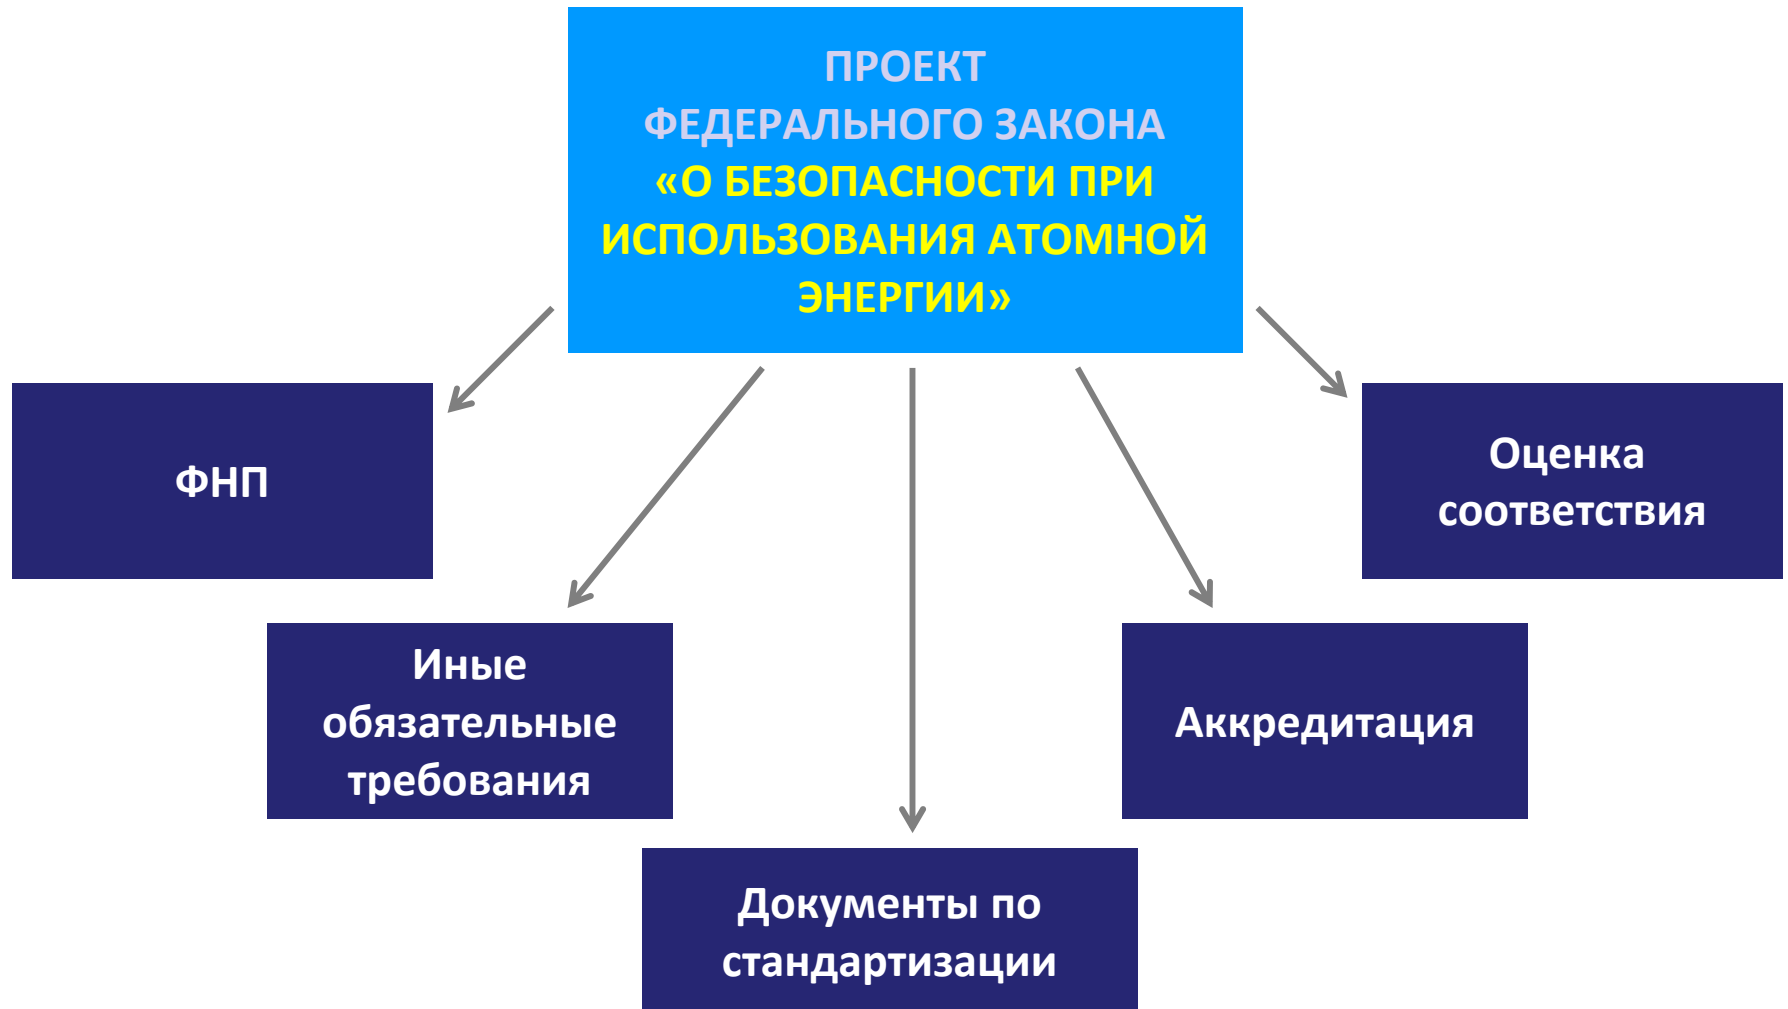 ПРОЕКТ
ФЕДЕРАЛЬНОГО ЗАКОНА
«О БЕЗОПАСНОСТИ ПРИ
ИСПОЛЬЗОВАНИЯ АТОМНОЙ
ЭНЕРГИИ»
ФНП
Оценка
соответствия
Иные
обязательные
требования
Аккредитация
Документы по
стандартизации